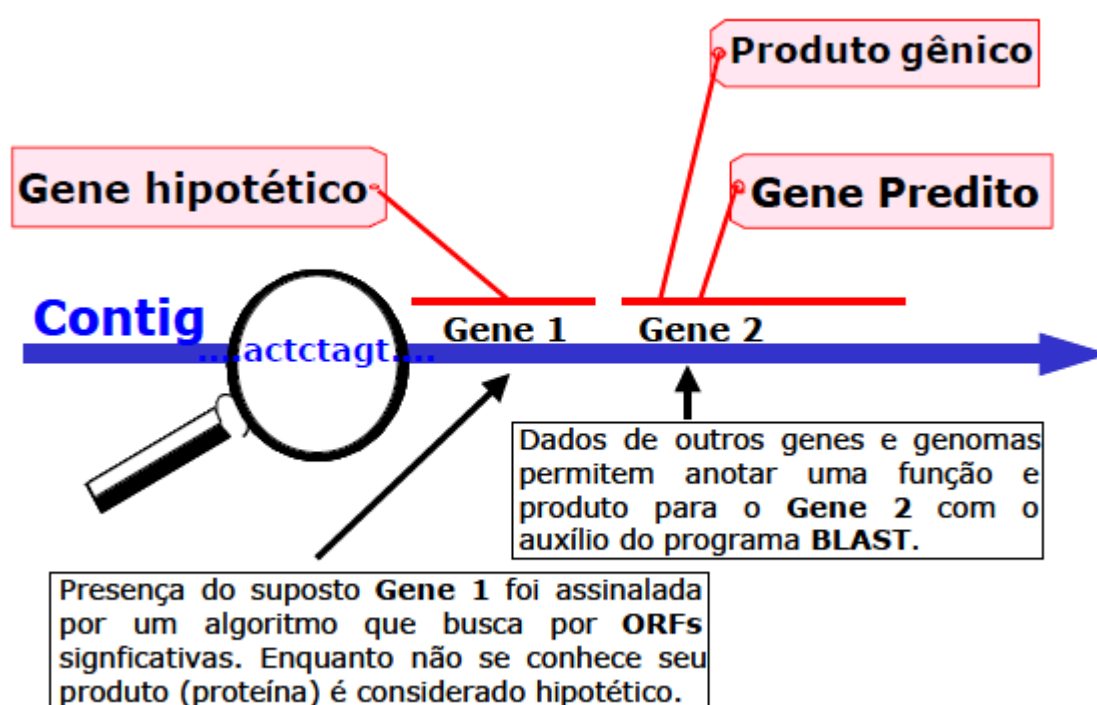 Produto gênico
Gene hipotético
Gene Predito
Contig
....actctagt....
Gene 1
Gene 2
Dados de outros genes e genomas
permitem anotar uma função e
produto para o Gene 2 com o
auxílio do programa BLAST.
Presença do suposto Gene 1 foi assinalada
por um algoritmo que busca por ORFs
signficativas. Enquanto não se conhece seu
produto (proteína) é considerado hipotético.